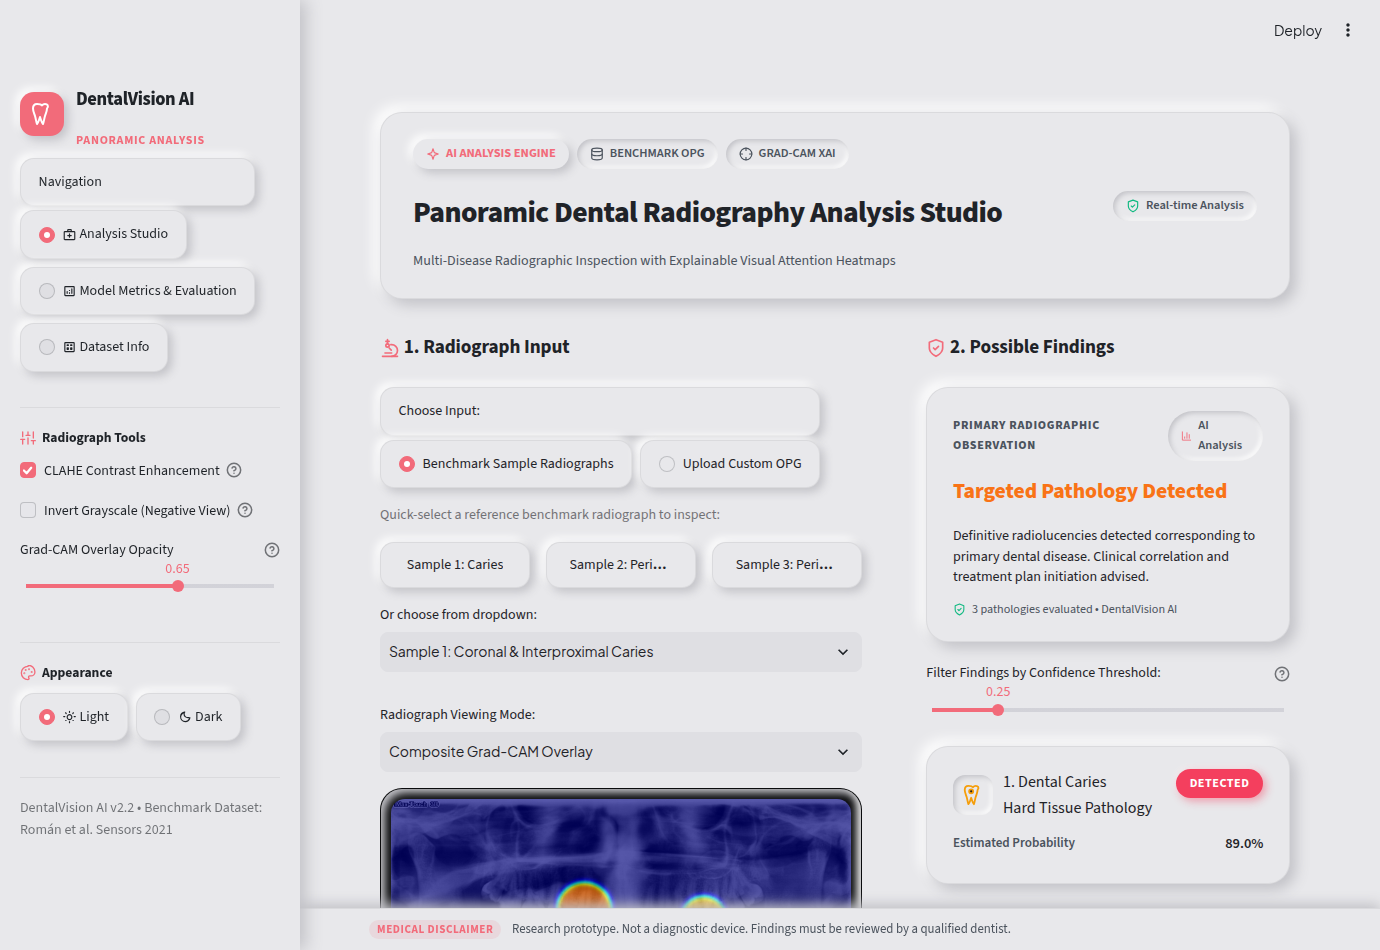 Deploy
DentalVision AI
PANORAMIC ANALYSIS
Navigation
Analysis Studio
Model Metrics & Evaluation
Dataset Info
Radiograph Tools
CLAHE Contrast Enhancement
Invert Grayscale (Negative View)
Grad-CAM Overlay Opacity
0.65
Appearance
Light
Dark
DentalVision AI v2.2 • Benchmark Dataset:
Román et al. Sensors 2021
AI ANALYSIS ENGINE
BENCHMARK OPG
GRAD-CAM XAI
Panoramic Dental Radiography Analysis Studio
Real-time Analysis
Multi-Disease Radiographic Inspection with Explainable Visual Attention Heatmaps
1. Radiograph Input
Choose Input:
Benchmark Sample Radiographs
Upload Custom OPG
Quick-select a reference benchmark radiograph to inspect:
Sample 1: Caries
Sample 2: Peri...
Sample 3: Peri...
Or choose from dropdown:
Sample 1: Coronal & Interproximal Caries
Radiograph Viewing Mode:
Composite Grad-CAM Overlay
2. Possible Findings
PRIMARY RADIOGRAPHIC
OBSERVATION
AI
Analysis
Targeted Pathology Detected
Definitive radiolucencies detected corresponding to
primary dental disease. Clinical correlation and
treatment plan initiation advised.
3 pathologies evaluated • DentalVision AI
Filter Findings by Confidence Threshold:
0.25
1. Dental Caries
Hard Tissue Pathology
DETECTED
Estimated Probability
89.0%
MEDICAL DISCLAIMER
Research prototype. Not a diagnostic device. Findings must be reviewed by a qualified dentist.